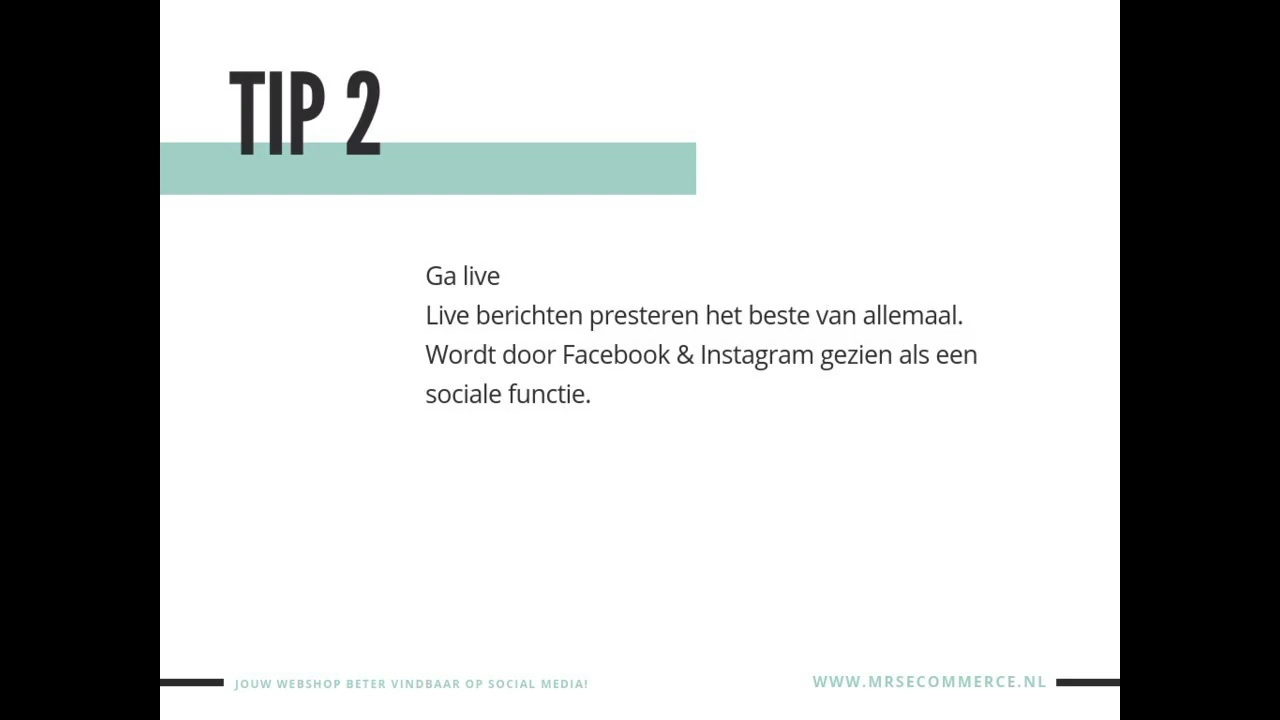 TIP 2
Ga live
Live berichten presteren het beste van allemaal.
Wordt door Facebook & Instagram gezien als een
sociale functie.
JOUW WEBSHOP BETER VINDBAAR OP SOCIAL MEDIA!
WWW.MRSECOMMERCE.NL